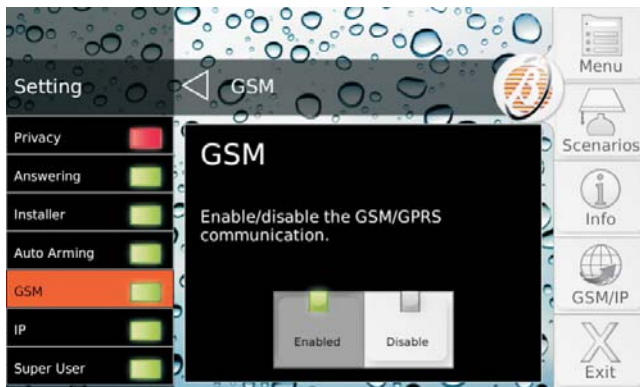 Setting
GSM
Privacy
Answering
Installer
Auto Arming
GSM
IP
Super User
GSM
Enable/disable the GSM/GPRS
communication.
Enabled
Disable
Menu
Scenarios
Info
GSM/IP
Exit